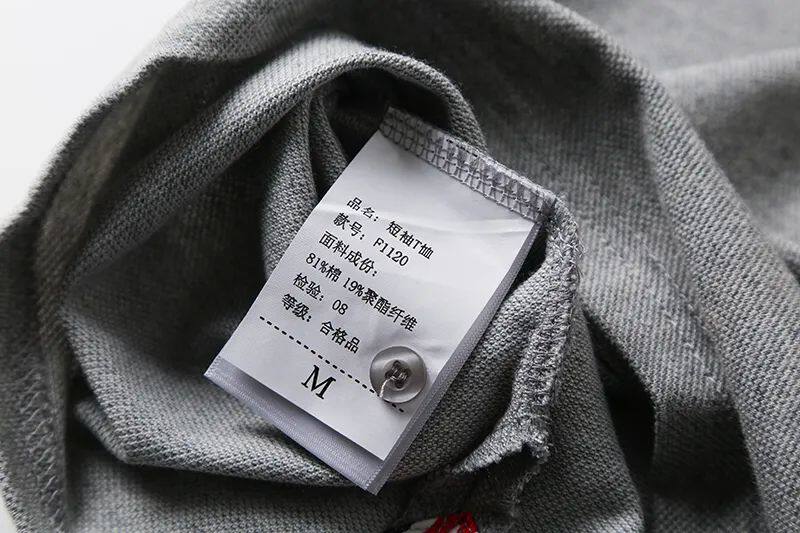 品名: 短袖T恤
款号: F1120
面料成份:
81%棉 19%聚酯纤维
检验: 08
等级: 合格品
M